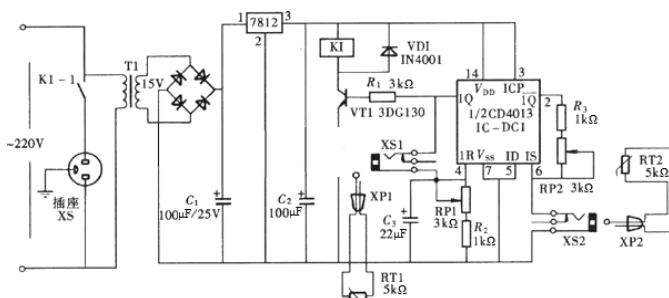 1
7812
3
2
K1-1
T1
15V
~220V
插座
XS
C1
100μF/25V
+
C2
100μF
+
KI
VDI
IN4001
R1 3kΩ
VT1 3DG130
14
3
VDD ICP
1Q
1Q
2
1/2CD4013
IC-DC1
1R VSS ID IS
4
7
5
6
R3
1kΩ
RP2 3kΩ
XS1
XP1
C3
22μF
+
RP1
3kΩ
R2
1kΩ
RT1
5kΩ
XS2
XP2
RT2
5kΩ